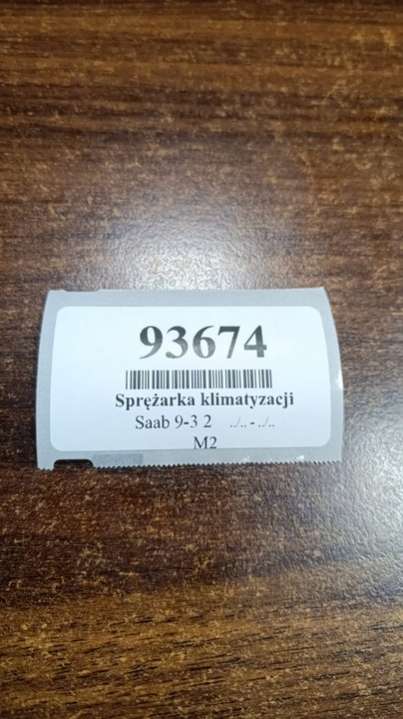 93674
Sprężarka klimatyzacji
Saab 9-3 2 ../.. - ../..
M2